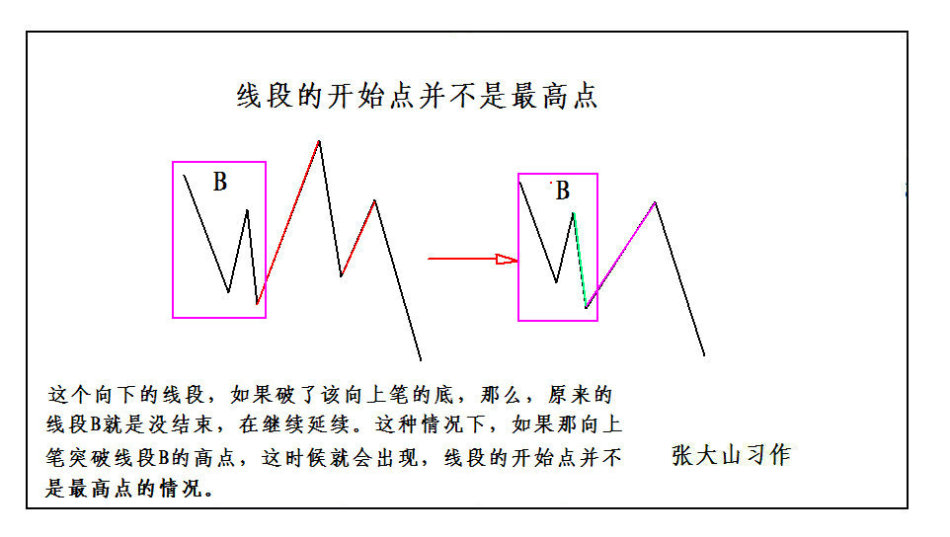 线段的开始点并不是最高点
B
B
这个向下的线段，如果破了该向上笔的底，那么，原来的
线段B就是没结束，在继续延续。这种情况下，如果那向上
笔突破线段B的高点，这时候就会出现，线段的开始点并不
是最高点的情况。
张大山习作